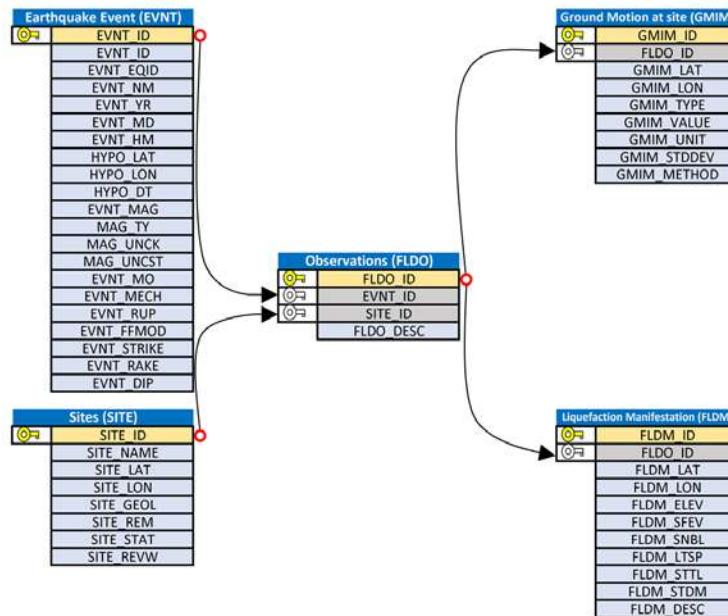 Earthquake Event (EVNT)
EVNT_ID
EVNT_ID
EVNT_EQID
EVNT_NM
EVNT_YR
EVNT_MD
EVNT_HM
HYPO_LAT
HYPO_LON
HYPO_DT
EVNT_MAG
MAG_TY
MAG_UNCK
MAG_UNCST
EVNT_MO
EVNT_MECH
EVNT_RUP
EVNT_FFMOD
EVNT_STRIKE
EVNT_RAKE
EVNT_DIP
Sites (SITE)
SITE_ID
SITE_NAME
SITE_LAT
SITE_LON
SITE_GEOL
SITE_REM
SITE_STAT
SITE_REVW
Observations (FLDO)
FLDO_ID
EVNT_ID
SITE_ID
FLDO_DESC
Ground Motion at site (GMIM
GMIM_ID
FLDO_ID
GMIM_LAT
GMIM_LON
GMIM_TYPE
GMIM_VALUE
GMIM_UNIT
GMIM_STDDEV
GMIM_METHOD
Liquefaction Manifestation (FLDM
FLDM_ID
FLDO_ID
FLDM_LAT
FLDM_LON
FLDM_ELEV
FLDM_SFEV
FLDM_SNBL
FLDM_LTSP
FLDM_STTL
FLDM_STDM
FLDM_DESC